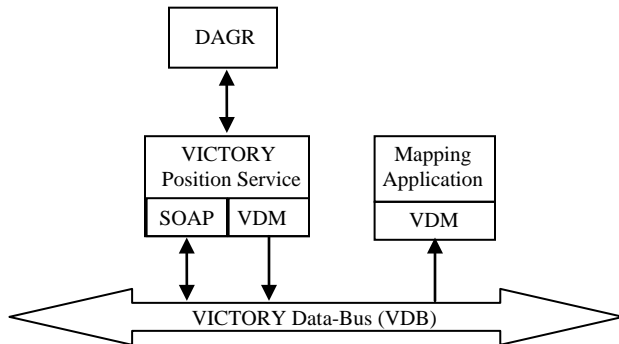 DAGR
VICTORY
Position Service
SOAP
VDM
Mapping
Application
VDM
VICTORY Data-Bus (VDB)